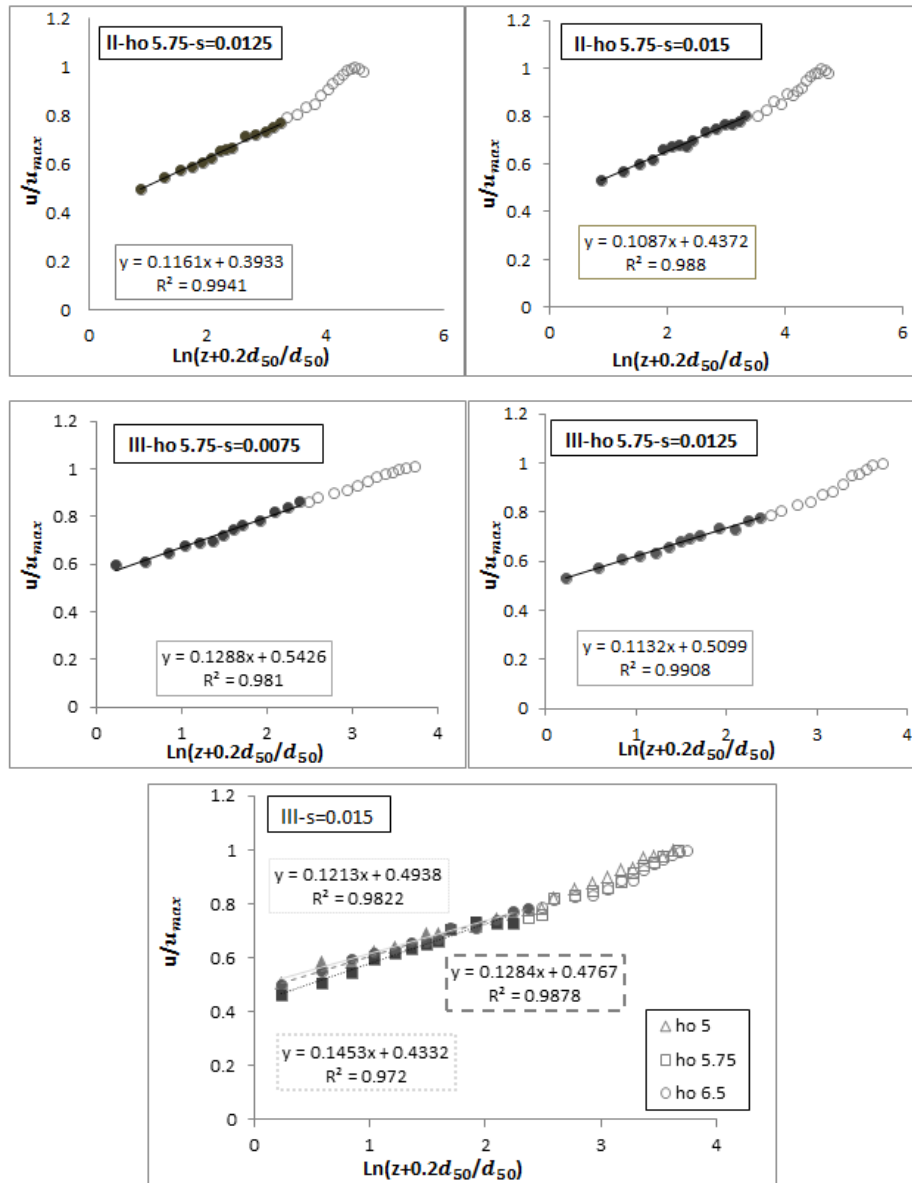 II-ho 5.75-s=0.0125
1.2
1
0.8
0.6
0.4
0.2
0
u/u_max
y = 0.1161x + 0.3933
R² = 0.9941
0 2 4 6
Ln(z+0.2d₅₀/d₅₀)
II-ho 5.75-s=0.015
1.2
1
0.8
0.6
0.4
0.2
0
u/u_max
y = 0.1087x + 0.4372
R² = 0.988
0 2 4 6
Ln(z+0.2d₅₀/d₅₀)
III-ho 5.75-s=0.0075
1.2
1
0.8
0.6
0.4
0.2
0
u/u_max
y = 0.1288x + 0.5426
R² = 0.981
0 1 2 3 4
Ln(z+0.2d₅₀/d₅₀)
III-ho 5.75-s=0.0125
1.2
1
0.8
0.6
0.4
0.2
0
u/u_max
y = 0.1132x + 0.5099
R² = 0.9908
0 1 2 3 4
Ln(z+0.2d₅₀/d₅₀)
III-s=0.015
1.2
1
0.8
0.6
0.4
0.2
0
u/u_max
y = 0.1213x + 0.4938
R² = 0.9822
y = 0.1284x + 0.4767
R² = 0.9878
y = 0.1453x + 0.4332
R² = 0.972
ho 5
ho 5.75
ho 6.5
0 1 2 3 4
Ln(z+0.2d₅₀/d₅₀)